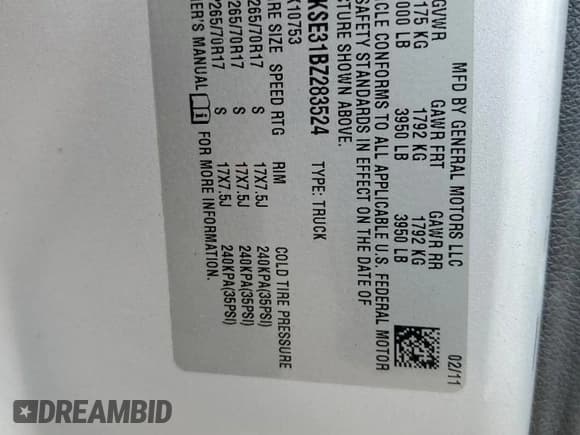 MFD BY GENERAL MOTORS LLC
02/11
GVWR GAWR FRT GAWR RR
175 KG 1792 KG 1792 KG
000 LB 3950 LB 3950 LB
CLE CONFORMS TO ALL APPLICABLE U.S. FEDERAL MOTOR
SAFETY STANDARDS IN EFFECT ON THE DATE OF
CTURE SHOWN ABOVE.
KSE31BZ283524 TYPE: TRUCK
K10753
RE SIZE SPEED RTG RIM COLD TIRE PRESSURE
265/70R17 S 17X7.5J 240KPA(35PSI)
265/70R17 S 17X7.5J 240KPA(35PSI)
P265/70R17 S 17X7.5J 240KPA(35PSI)
ER'S MANUAL FOR MORE INFORMATION.
DREAMBID